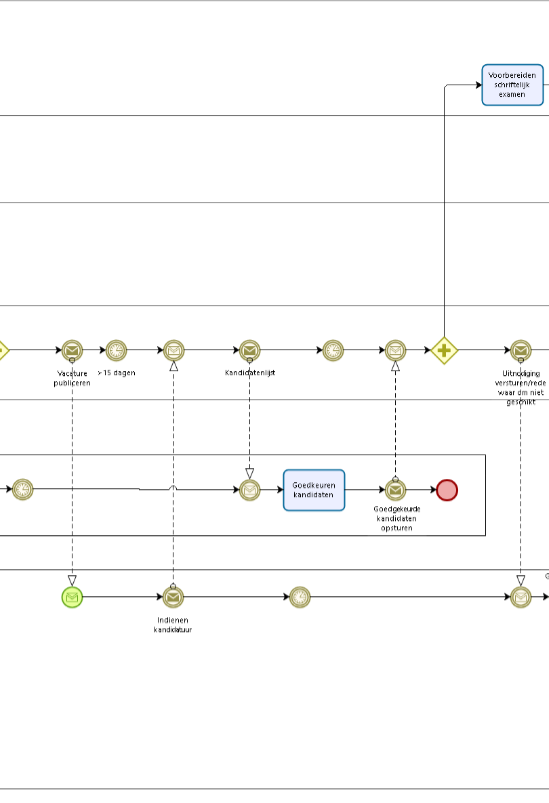 Voorbereiden
schriftelijk
examen
Vacature
publiceren
> 15 dagen
Kandidatenlijst
Uitnodiging
versturen/rede
waar om niet
geschikt
Goedkeuren
kandidaten
Goedgekeurde
kandidaten
opsturen
G
Indienen
kandidatuur